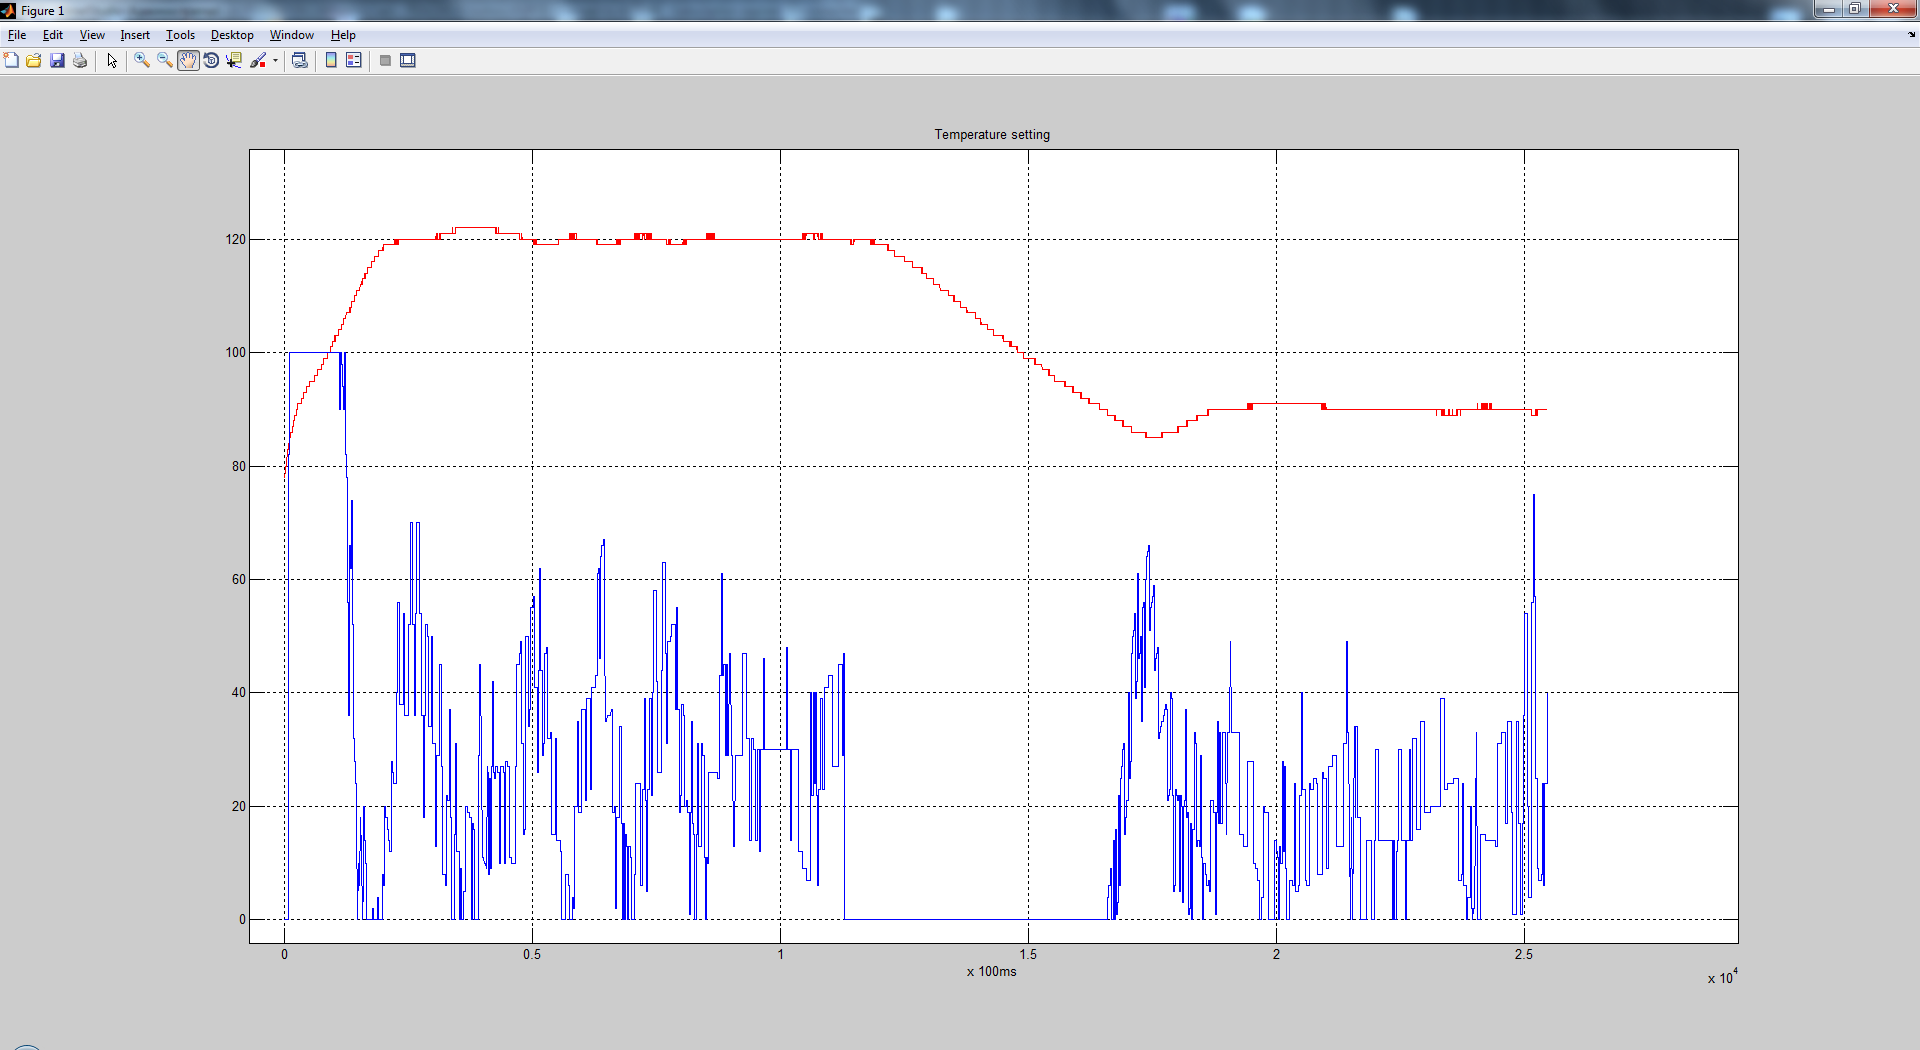 Figure 1
File Edit View Insert Tools Desktop Window Help
Temperature setting
120
100
80
60
40
20
0
0 0.5 1 1.5 2 2.5
x 100ms
x 10^4